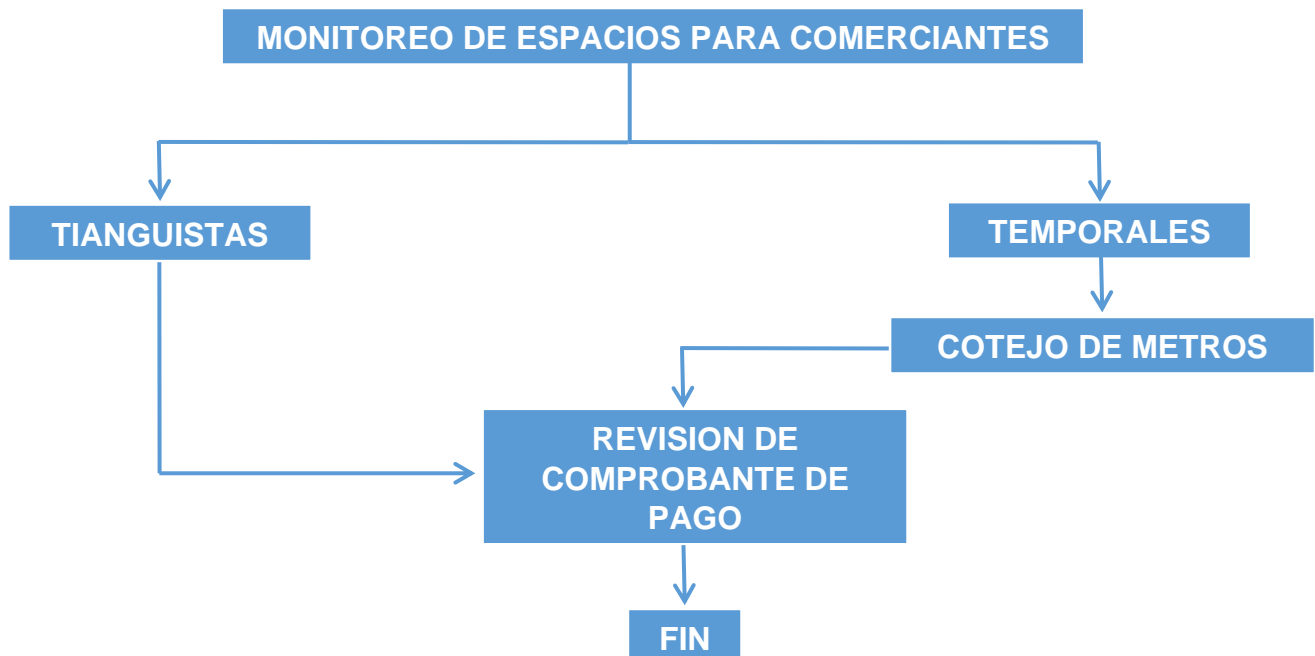 MONITOREO DE ESPACIOS PARA COMERCIANTES
TIANGUISTAS
TEMPORALES
COTEJO DE METROS
REVISION DE
COMPROBANTE DE
PAGO
FIN